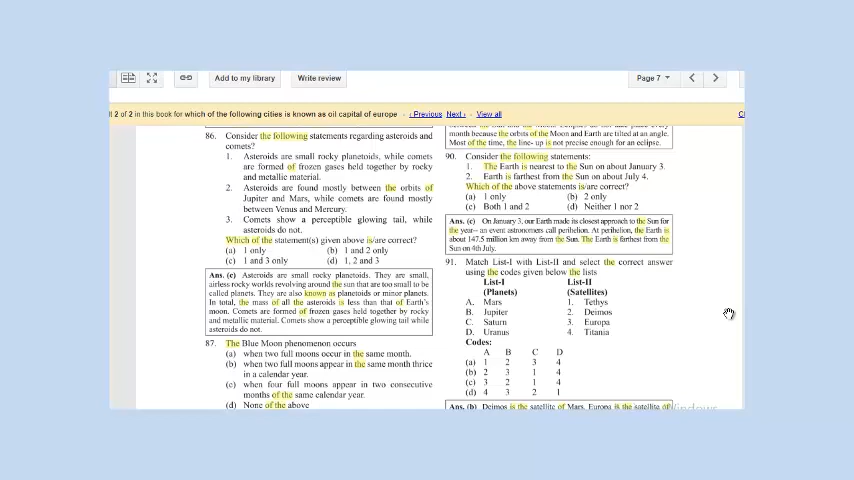 Add to my library
Write review
Page 7
2 of 2 in this book for which of the following cities is known as oil capital of europe - ‹ Previous Next › - View all
86. Consider the following statements regarding asteroids and
comets?
1. Asteroids are small rocky planetoids, while comets
are formed of frozen gases held together by rocky
and metallic material.
2. Asteroids are found mostly between the orbits of
Jupiter and Mars, while comets are found mostly
between Venus and Mercury.
3. Comets show a perceptible glowing tail, while
asteroids do not.
Which of the statement(s) given above is/are correct?
(a) 1 only (b) 1 and 2 only
(c) 1 and 3 only (d) 1, 2 and 3
Ans. (c) Asteroids are small rocky planetoids. They are small,
airless rocky worlds revolving around the sun that are too small to be
called planets. They are also known as planetoids or minor planets.
In total, the mass of all the asteroids is less than that of Earth's
moon. Comets are formed of frozen gases held together by rocky
and metallic material. Comets show a perceptible glowing tail while
asteroids do not.
87. The Blue Moon phenomenon occurs
(a) when two full moons occur in the same month.
(b) when two full moons appear in the same month thrice
in a calendar year.
(c) when four full moons appear in two consecutive
months of the same calendar year.
(d) None of the above
month because the orbits of the Moon and Earth are tilted at an angle.
Most of the time, the line-up is not precise enough for an eclipse.
90. Consider the following statements:
1. The Earth is nearest to the Sun on about January 3.
2. Earth is farthest from the Sun on about July 4.
Which of the above statements is/are correct?
(a) 1 only (b) 2 only
(c) Both 1 and 2 (d) Neither 1 nor 2
Ans. (c) On January 3, our Earth made its closest approach to the Sun for
the year-- an event astronomers call perihelion. At perihelion, the Earth is
about 147.5 million km away from the Sun. The Earth is farthest from the
Sun on 4th July.
91. Match List-I with List-II and select the correct answer
using the codes given below the lists
List-I List-II
(Planets) (Satellites)
A. Mars 1. Tethys
B. Jupiter 2. Deimos
C. Saturn 3. Europa
D. Uranus 4. Titania
Codes:
A B C D
(a) 1 2 3 4
(b) 2 3 1 4
(c) 3 2 1 4
(d) 4 3 2 1
Ans. (b) Deimos is the satellite of Mars, Europa is the satellite of